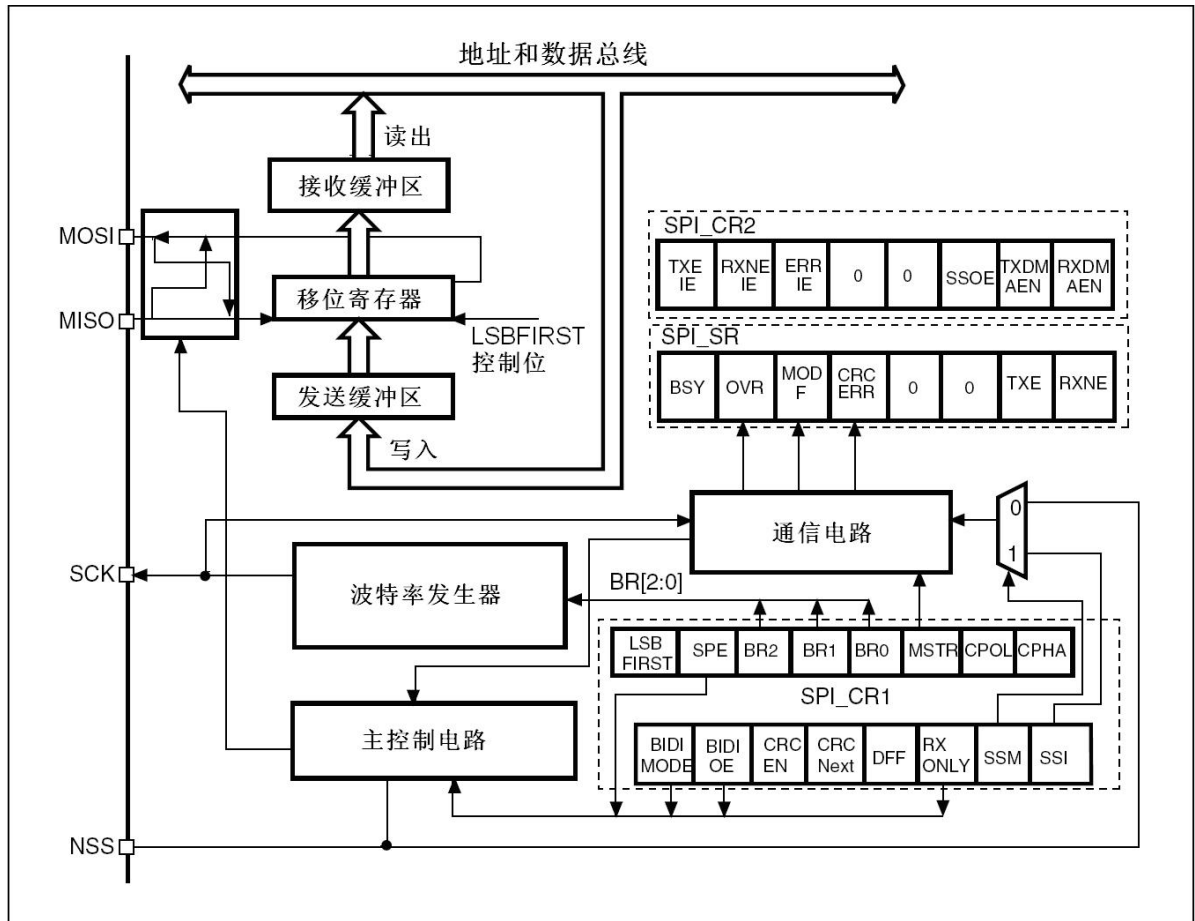 地址和数据总线
读出
接收缓冲区
MOSI
移位寄存器
MISO
LSBFIRST
控制位
发送缓冲区
写入
SPI_CR2
TXE
IE
RXNE
IE
ERR
IE
0
0
SSOE
TXDM
AEN
RXDM
AEN
SPI_SR
BSY
OVR
MOD
F
CRC
ERR
0
0
TXE
RXNE
通信电路
0
1
SCK
波特率发生器
BR[2:0]
LSB
FIRST
SPE
BR2
BR1
BR0
MSTR
CPOL
CPHA
SPI_CR1
主控制电路
BIDI
MODE
BIDI
OE
CRC
EN
CRC
Next
DFF
RX
ONLY
SSM
SSI
NSS